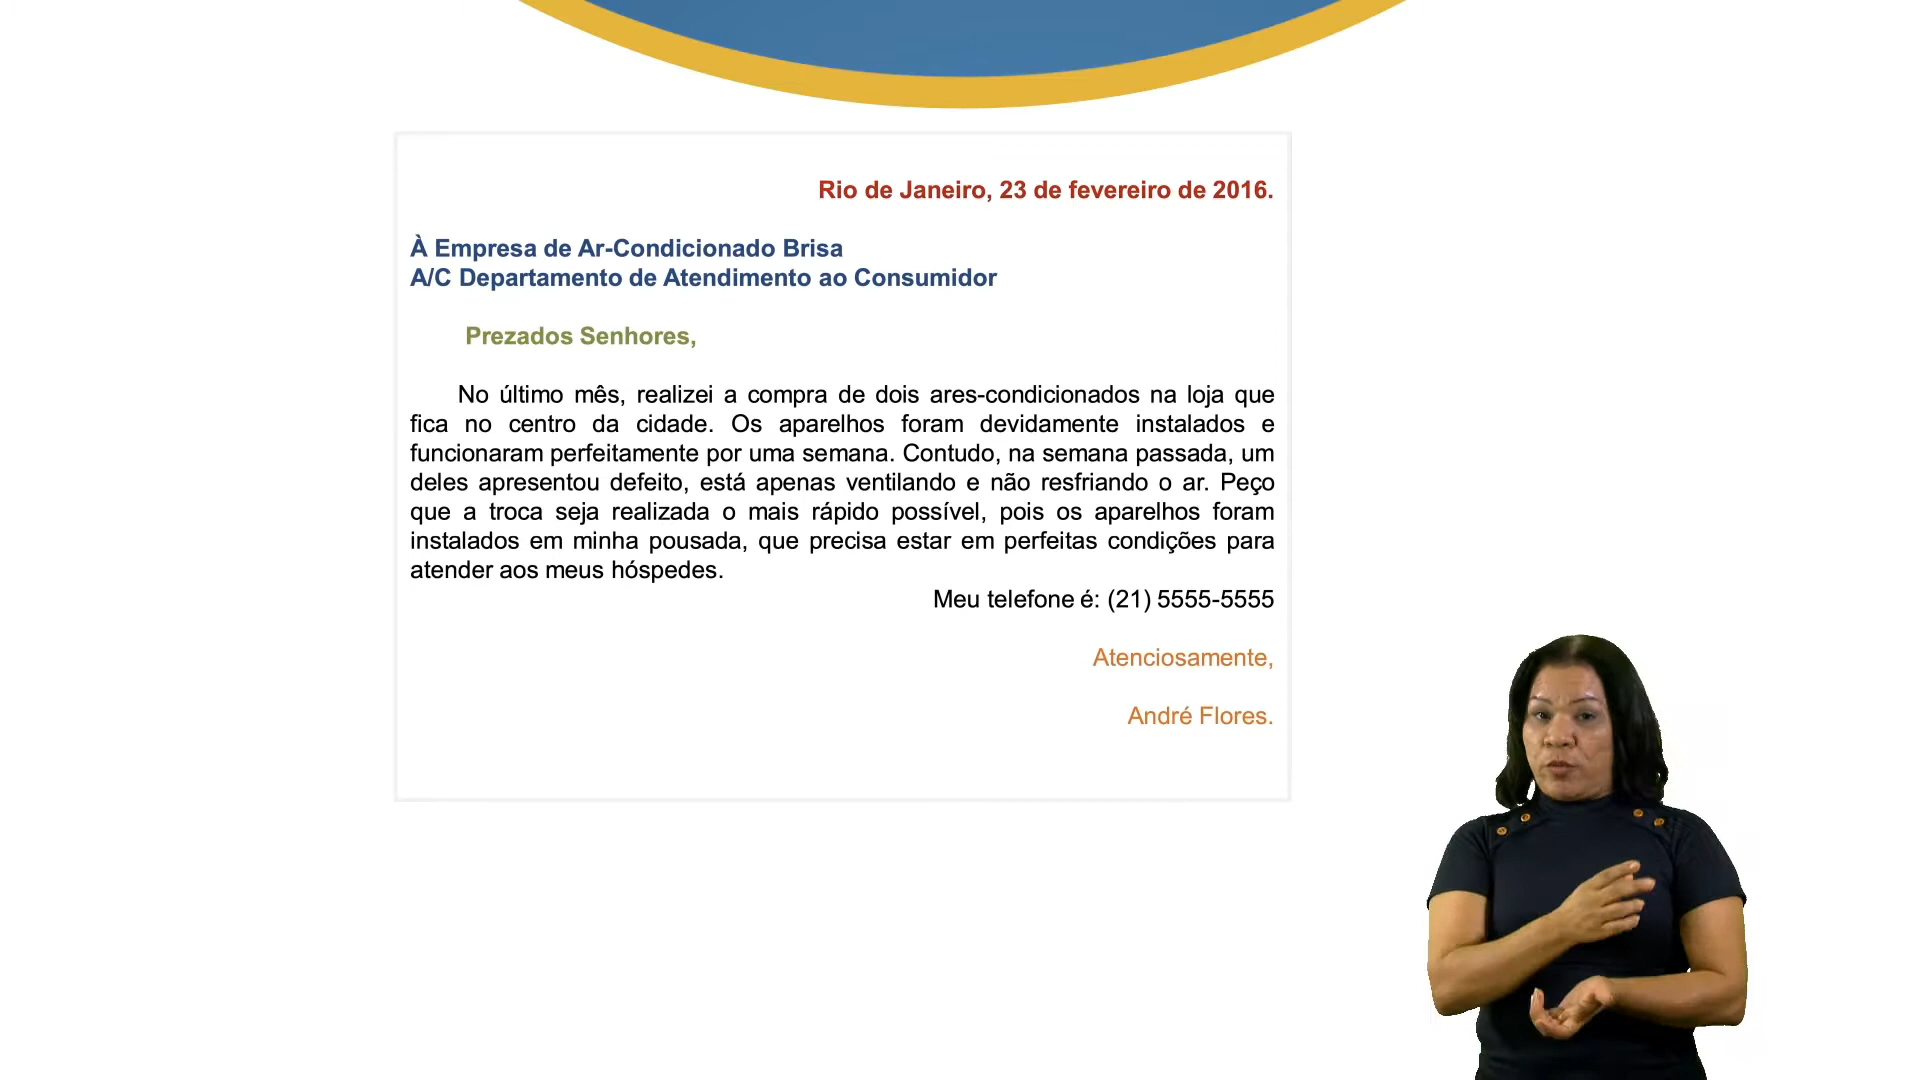 Rio de Janeiro, 23 de fevereiro de 2016.
À Empresa de Ar-Condicionado Brisa
A/C Departamento de Atendimento ao Consumidor
Prezados Senhores,
No último mês, realizei a compra de dois ares-condicionados na loja que
fica no centro da cidade. Os aparelhos foram devidamente instalados e
funcionaram perfeitamente por uma semana. Contudo, na semana passada, um
deles apresentou defeito, está apenas ventilando e não resfriando o ar. Peço
que a troca seja realizada o mais rápido possível, pois os aparelhos foram
instalados em minha pousada, que precisa estar em perfeitas condições para
atender aos meus hóspedes.
Meu telefone é: (21) 5555-5555
Atenciosamente,
André Flores.